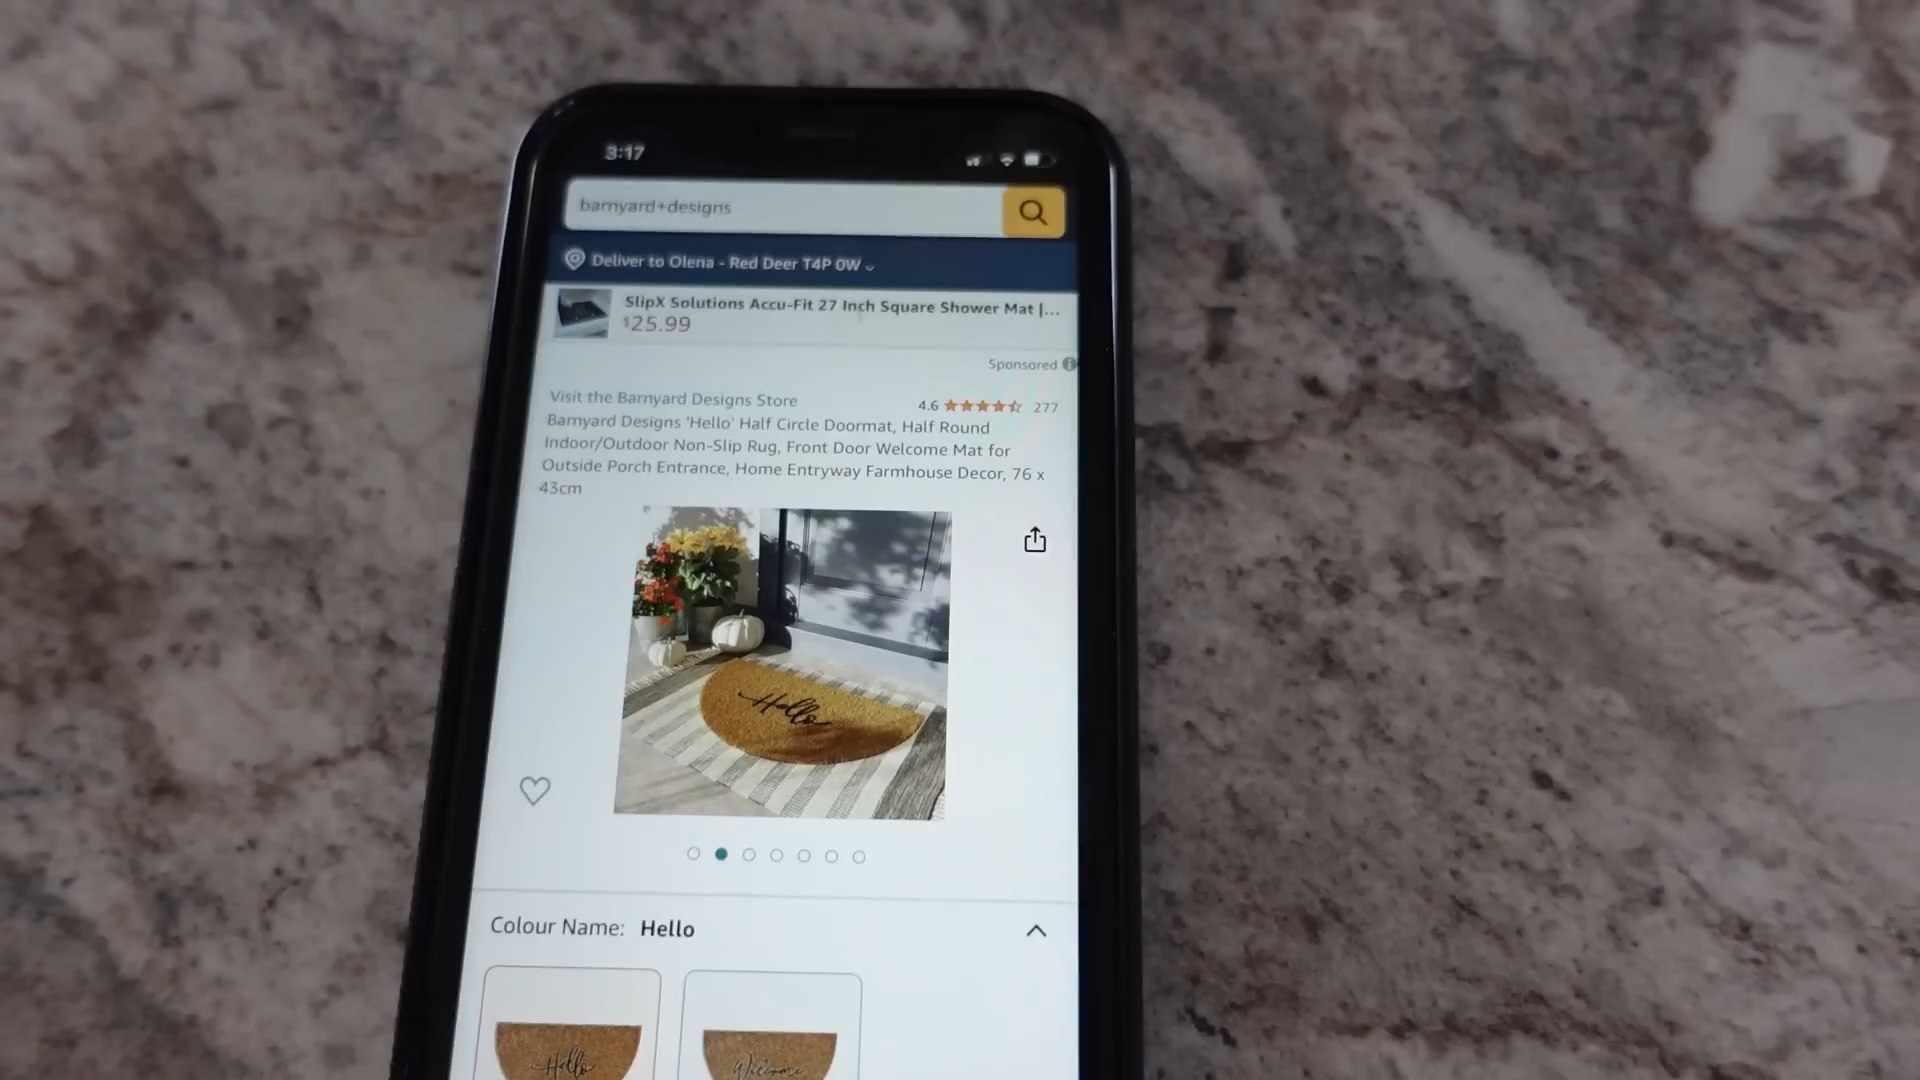 3:17
barnyard+designs
Deliver to Olena - Red Deer T4P 0W
SlipX Solutions Accu-Fit 27 Inch Square Shower Mat |...
$25.99
Sponsored
Visit the Barnyard Designs Store
4.6 277
Barnyard Designs 'Hello' Half Circle Doormat, Half Round
Indoor/Outdoor Non-Slip Rug, Front Door Welcome Mat for
Outside Porch Entrance, Home Entryway Farmhouse Decor, 76 x
43cm
Hello
Colour Name: Hello
Hello
Welcome